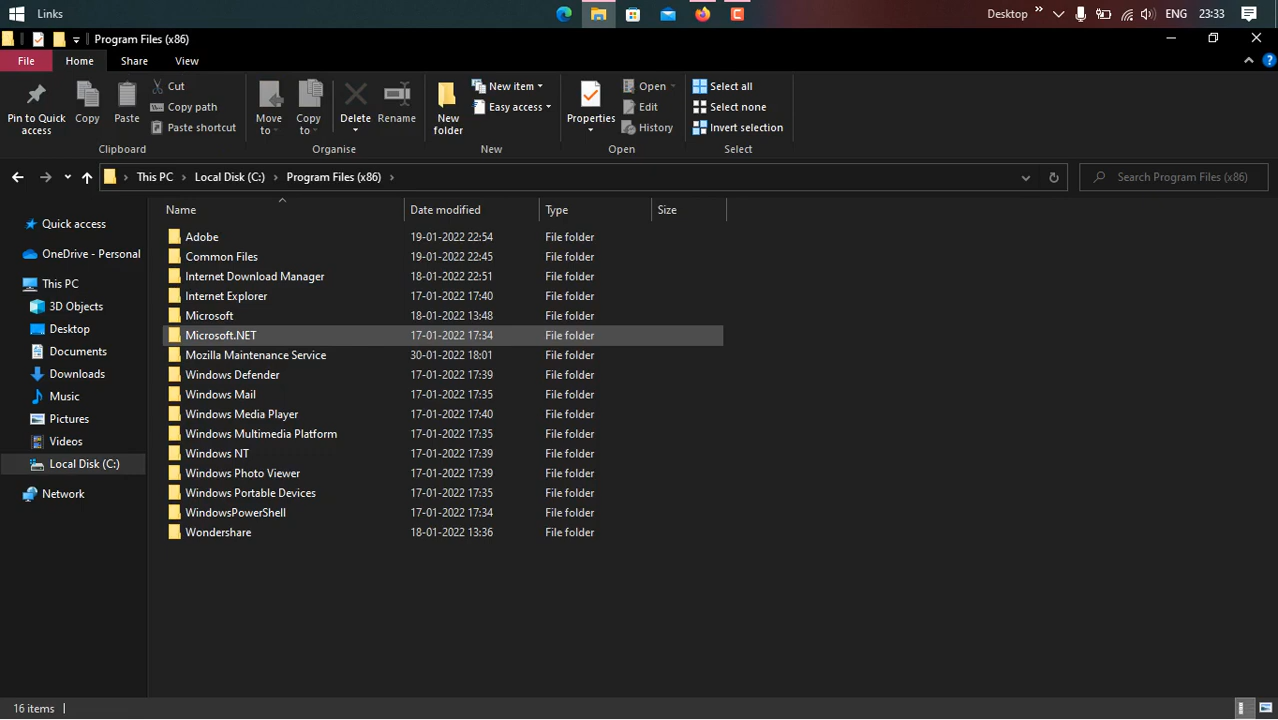 Links
Desktop » ENG 23:33
Program Files (x86)
File Home Share View
Pin to Quick access
Copy
Paste
Cut
Copy path
Paste shortcut
Clipboard
Move to
Copy to
Delete
Rename
Organise
New folder
New item
Easy access
New
Properties
Open
Edit
History
Open
Select all
Select none
Invert selection
Select
This PC › Local Disk (C:) › Program Files (x86) ›
Search Program Files (x86)
Quick access
OneDrive - Personal
This PC
3D Objects
Desktop
Documents
Downloads
Music
Pictures
Videos
Local Disk (C:)
Network
Name Date modified Type Size
Adobe 19-01-2022 22:54 File folder
Common Files 19-01-2022 22:45 File folder
Internet Download Manager 18-01-2022 22:51 File folder
Internet Explorer 17-01-2022 17:40 File folder
Microsoft 18-01-2022 13:48 File folder
Microsoft.NET 17-01-2022 17:34 File folder
Mozilla Maintenance Service 30-01-2022 18:01 File folder
Windows Defender 17-01-2022 17:39 File folder
Windows Mail 17-01-2022 17:35 File folder
Windows Media Player 17-01-2022 17:40 File folder
Windows Multimedia Platform 17-01-2022 17:35 File folder
Windows NT 17-01-2022 17:39 File folder
Windows Photo Viewer 17-01-2022 17:39 File folder
Windows Portable Devices 17-01-2022 17:35 File folder
WindowsPowerShell 17-01-2022 17:34 File folder
Wondershare 18-01-2022 13:36 File folder
16 items